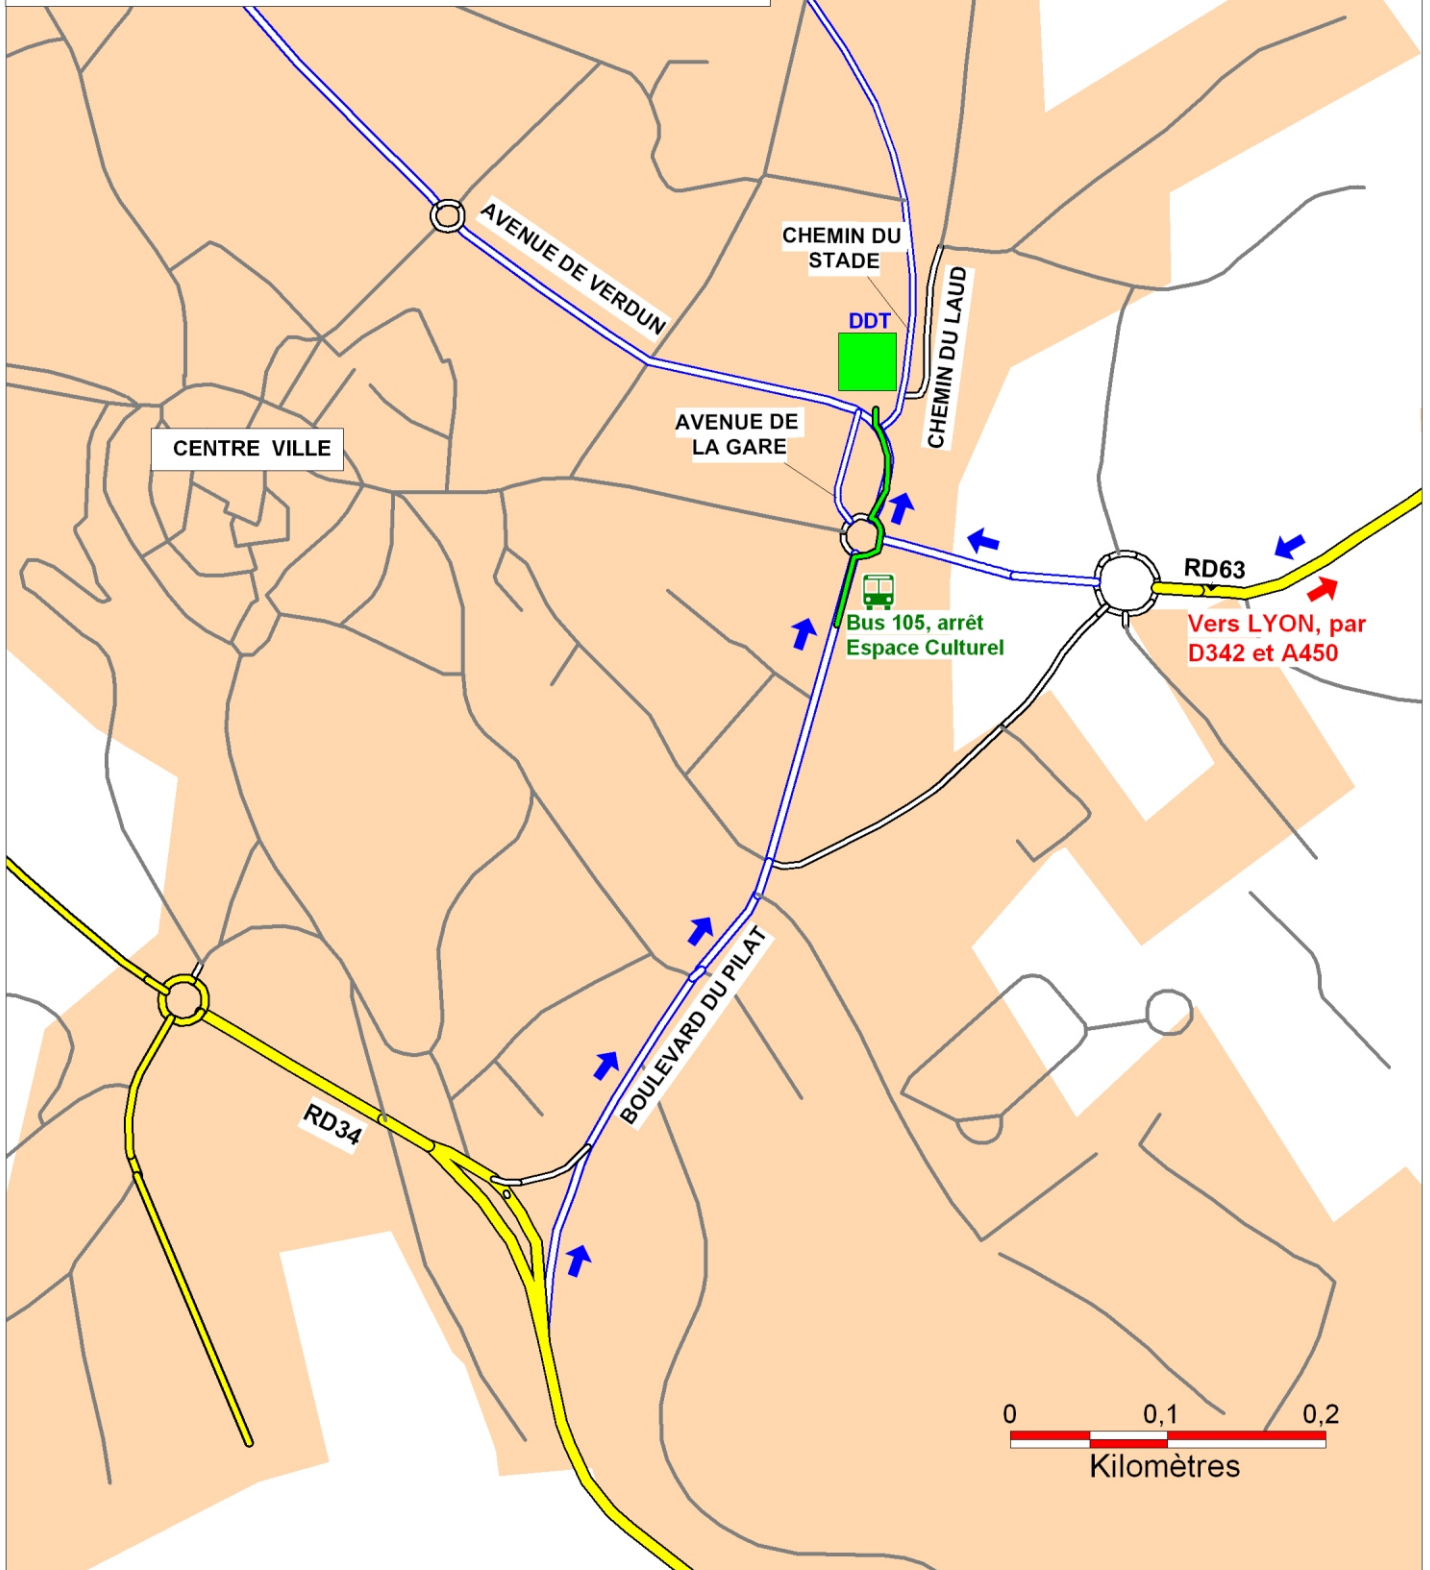 AVENUE DE VERDUN
CHEMIN DU
STADE
CHEMIN DU LAUD
DDT
AVENUE DE
LA GARE
CENTRE VILLE
RD63
Vers LYON, par
D342 et A450
Bus 105, arrêt
Espace Culturel
BOULEVARD DU PILAT
RD34
0 0,1 0,2
Kilomètres